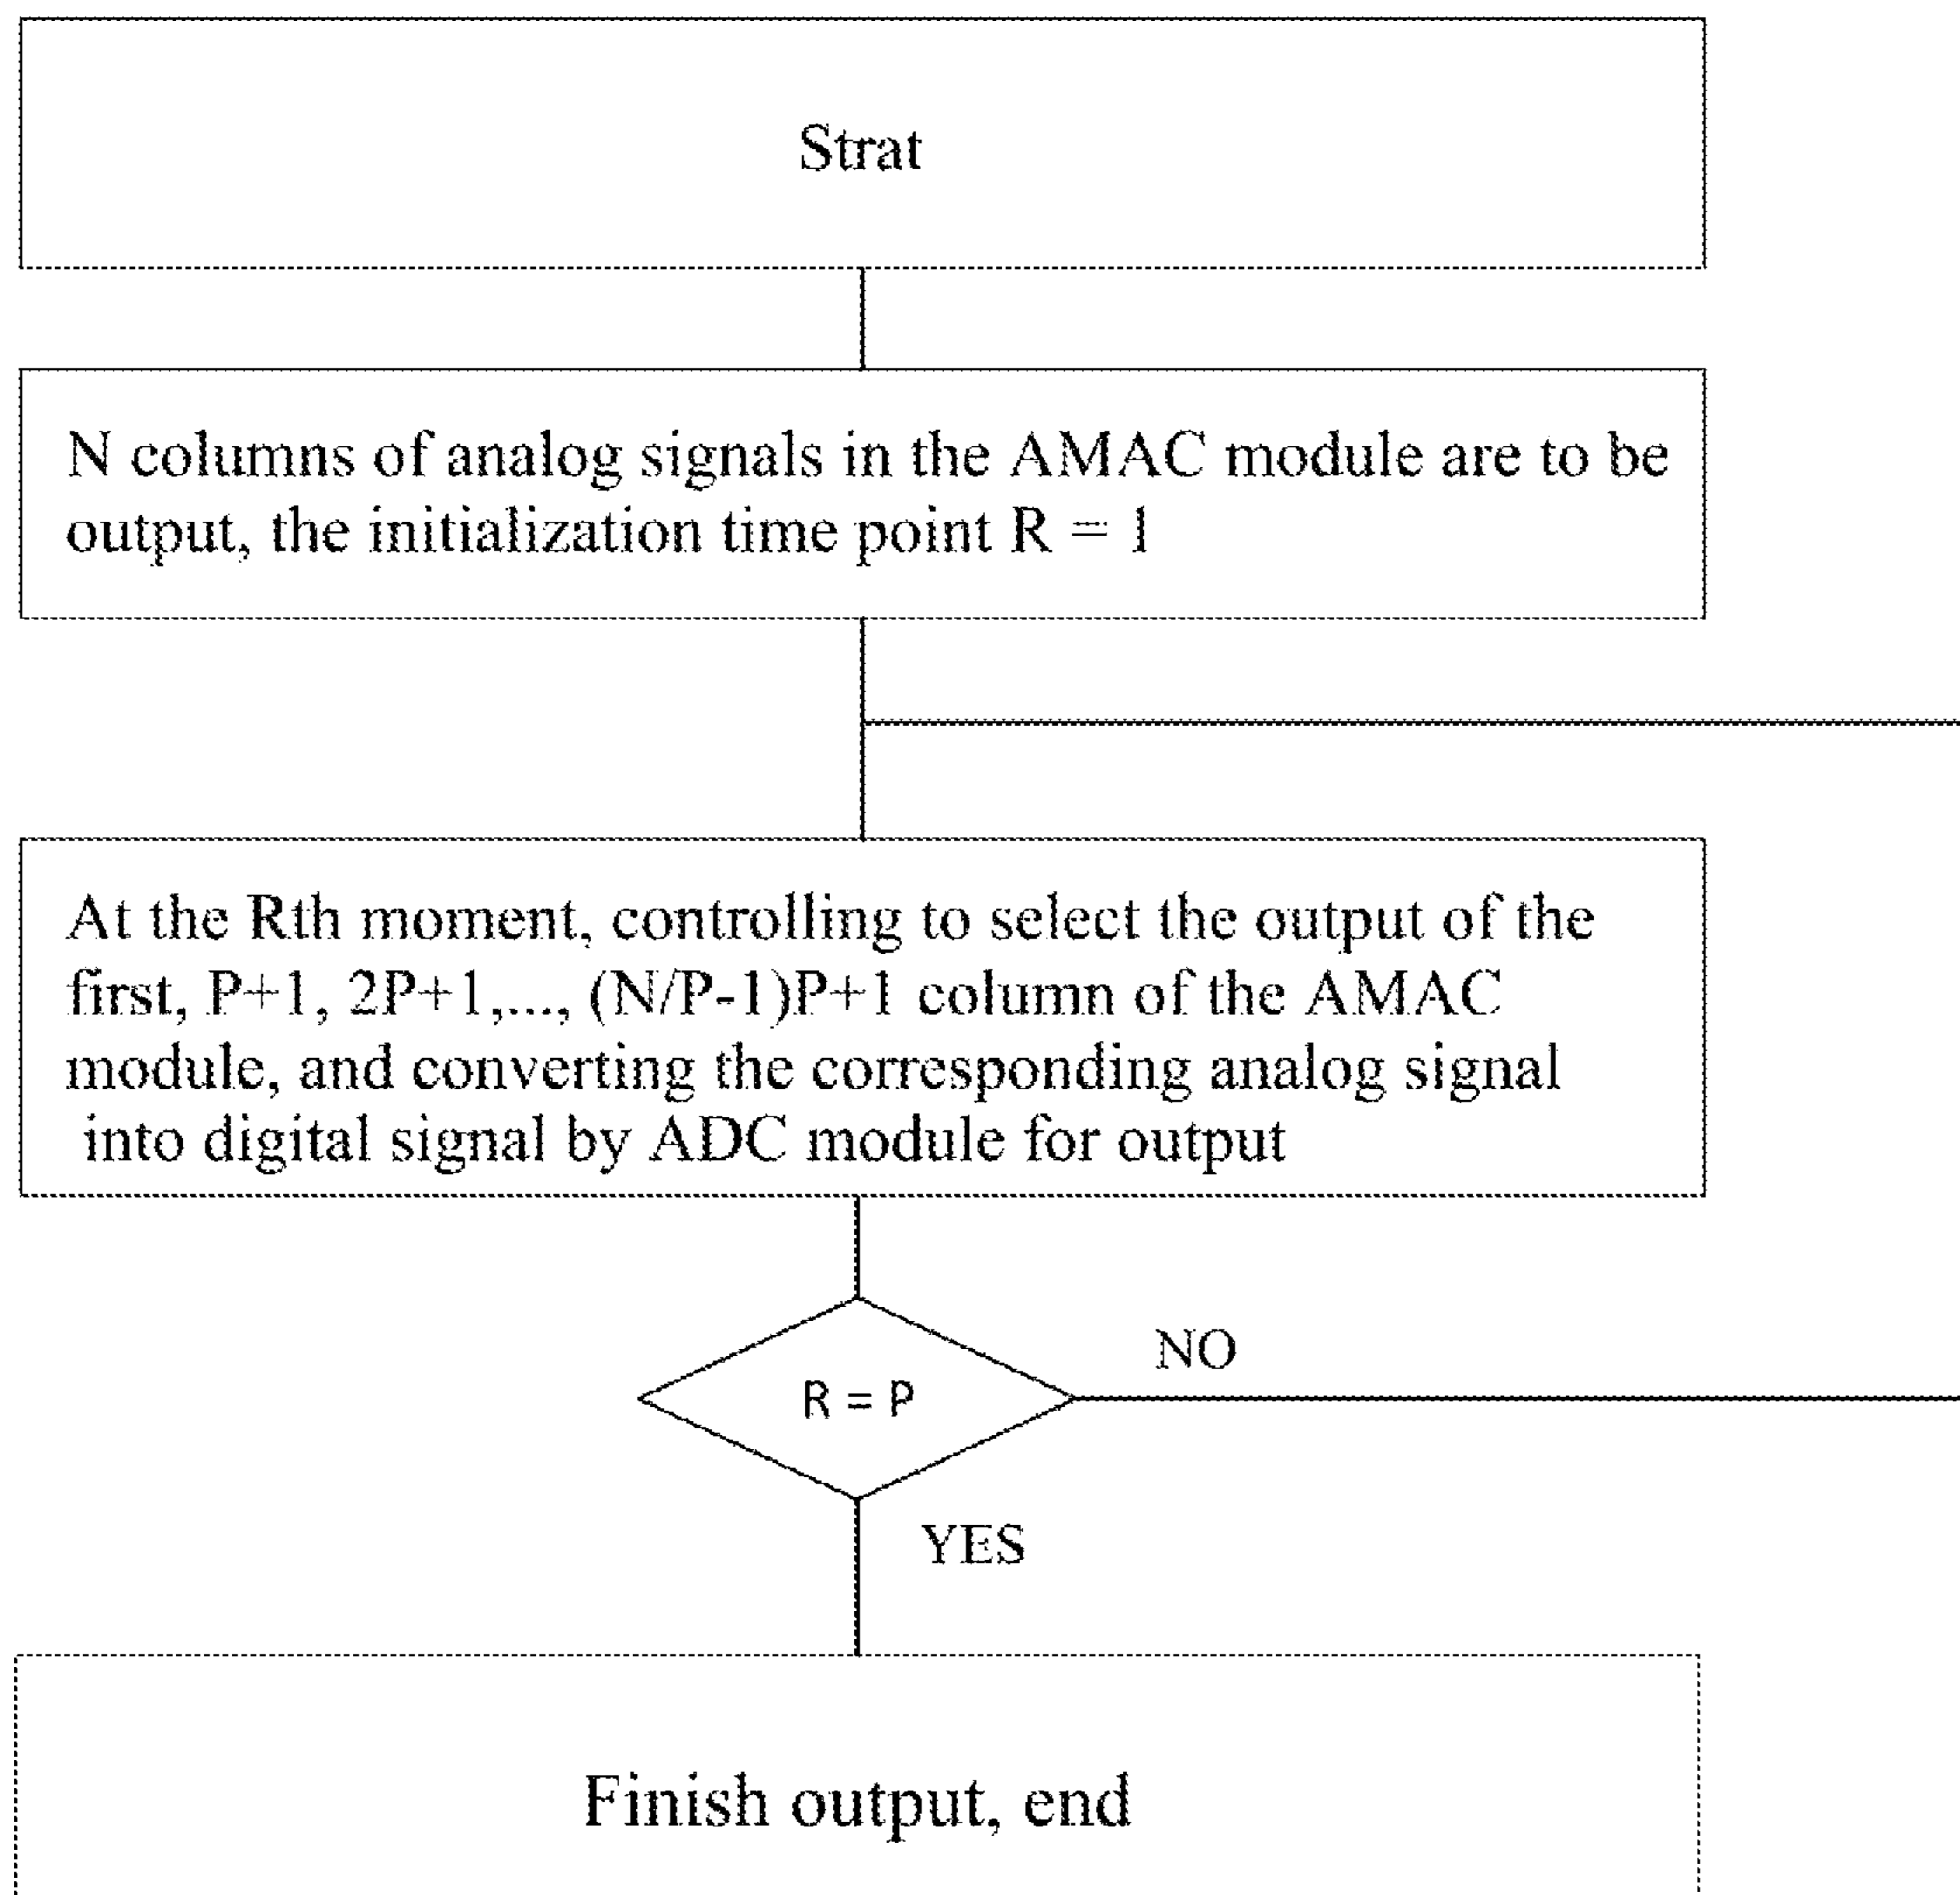 Strat
N columns of analog signals in the AMAC module are to be
output, the initialization time point R = 1
At the Rth moment, controlling to select the output of the
first, P+1, 2P+1,..., (N/P-1)P+1 column of the AMAC
module, and converting the corresponding analog signal
into digital signal by ADC module for output
NO
R = P
YES
Finish output, end